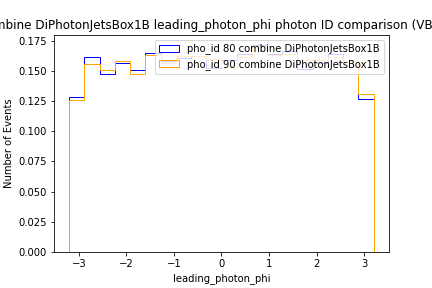 mbine DiPhotonJetsBox1B leading_photon_phi photon ID comparison (VB
pho_id 80 combine DiPhotonJetsBox1B
pho_id 90 combine DiPhotonJetsBox1B
Number of Events
0.175
0.150
0.125
0.100
0.075
0.050
0.025
0.000
−3 −2 −1 0 1 2 3
leading_photon_phi